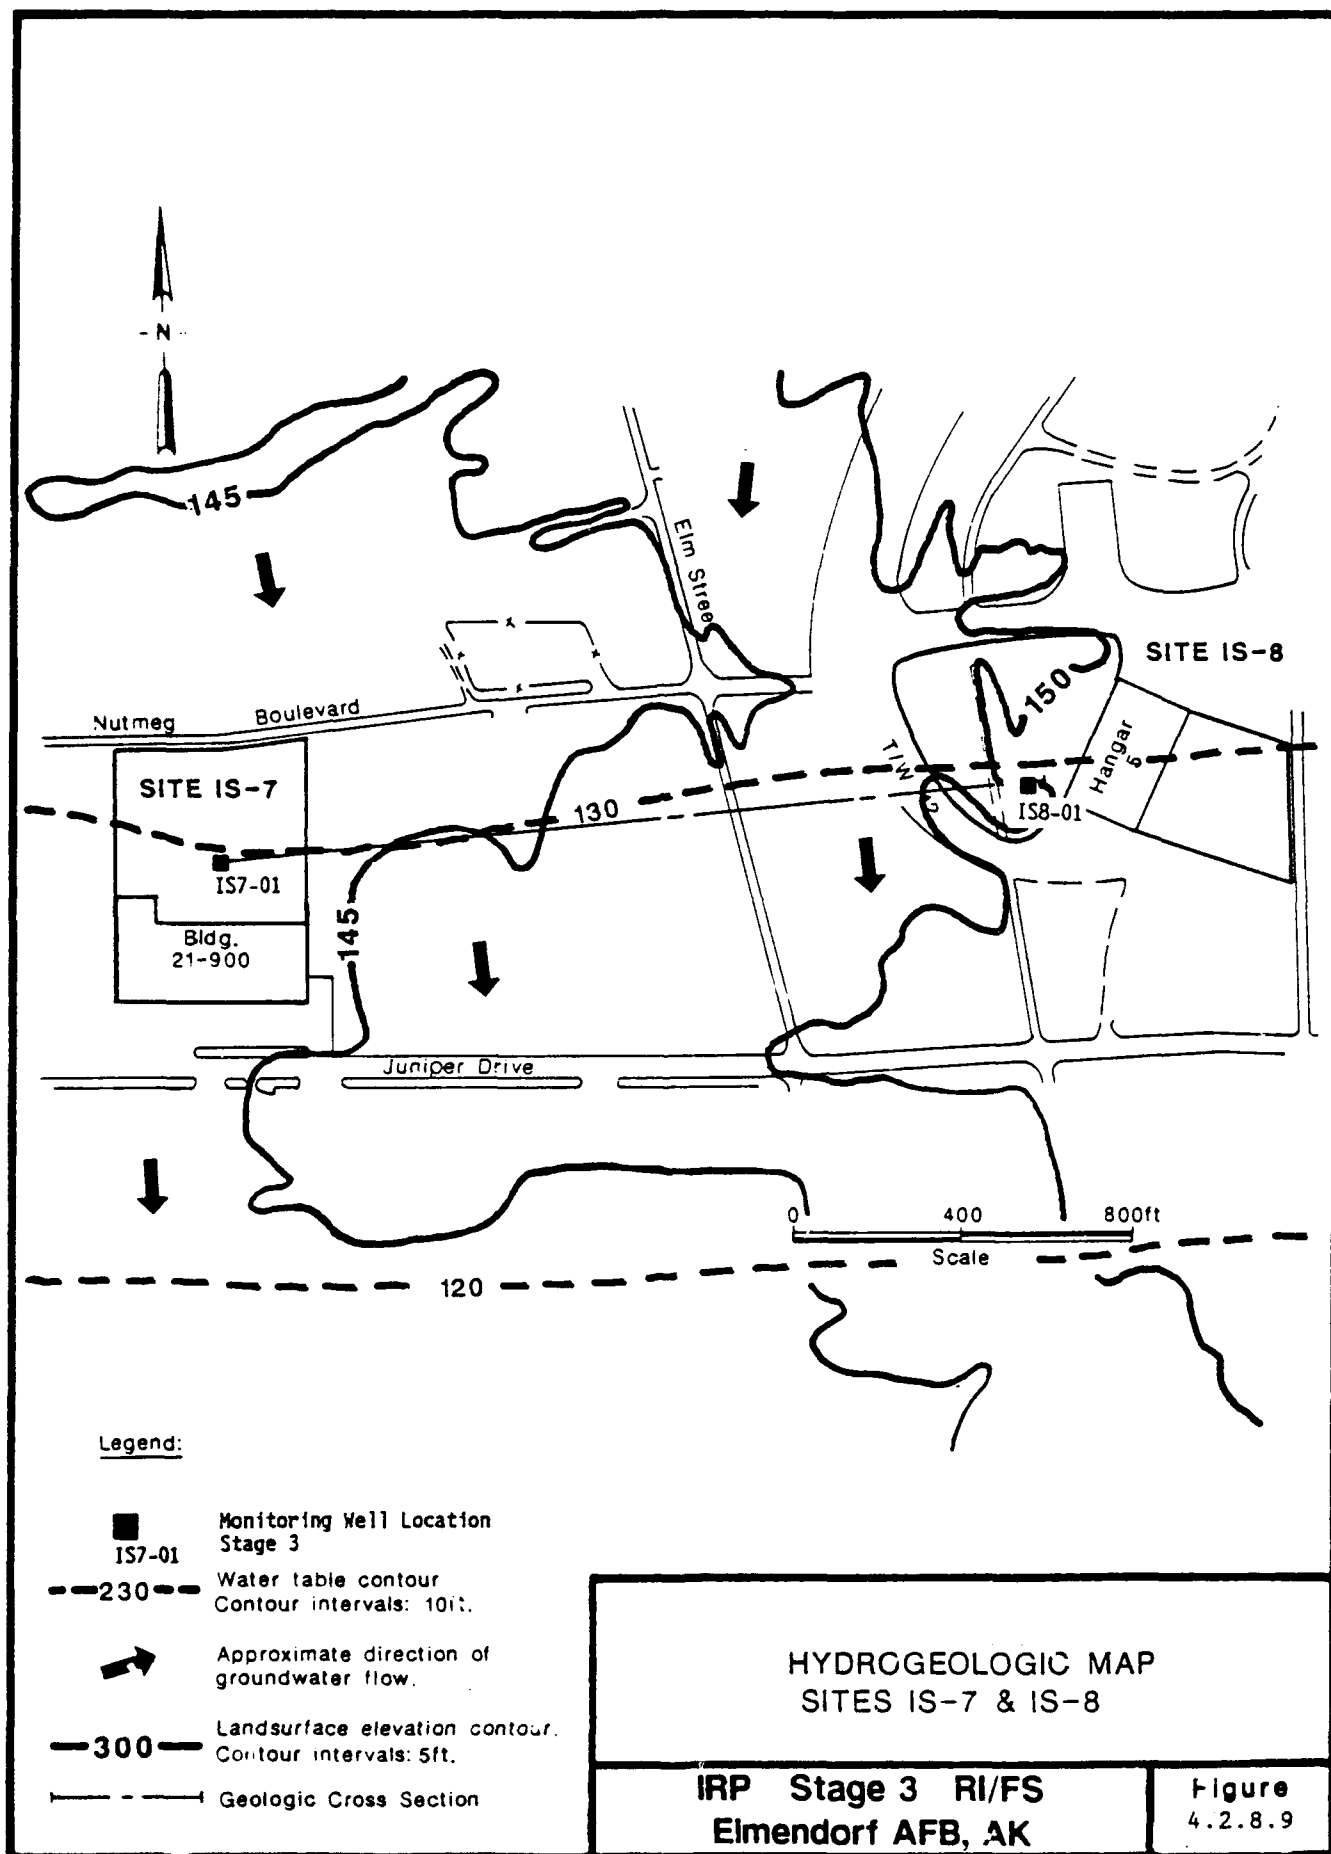 - N -
145
Elm Stree
SITE IS-8
150
Nutmeg
Boulevard
SITE IS-7
T/W
Hangar
5
130
IS8-01
IS7-01
145
Bldg.
21-900
Juniper Drive
0 400 800ft
Scale
120
Legend:
Monitoring Well Location
Stage 3
IS7-01
230
Water table contour
Contour intervals: 10ft.
Approximate direction of
groundwater flow.
300
Landsurface elevation contour.
Contour intervals: 5ft.
Geologic Cross Section
HYDROGEOLOGIC MAP
SITES IS-7 & IS-8
IRP Stage 3 RI/FS
Elmendorf AFB, AK
Figure
4.2.8.9